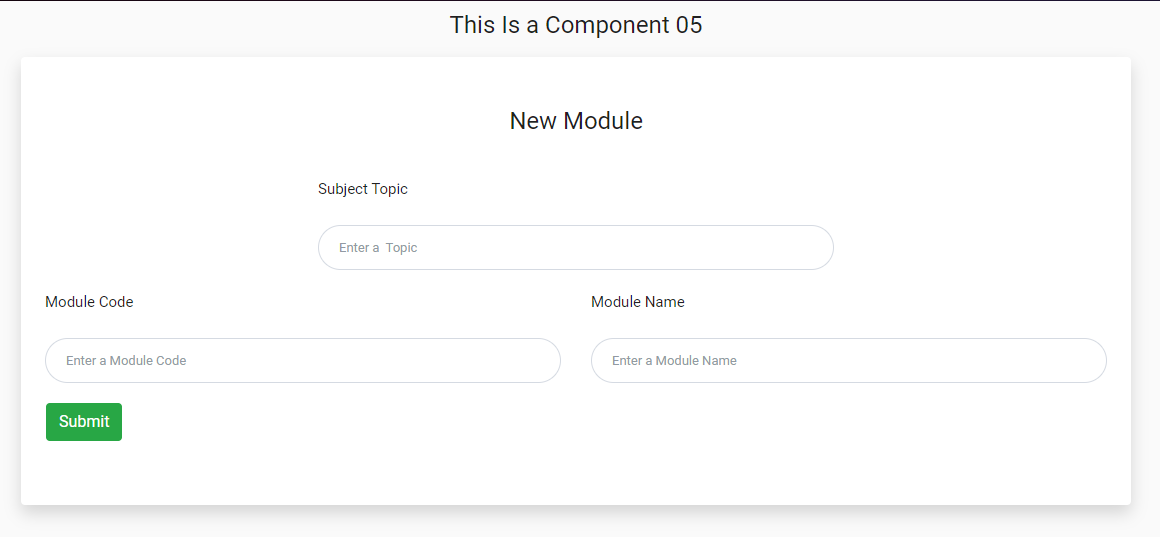 This Is a Component 05
New Module
Subject Topic
Enter a  Topic
Module Code
Module Name
Enter a Module Code
Enter a Module Name
Submit